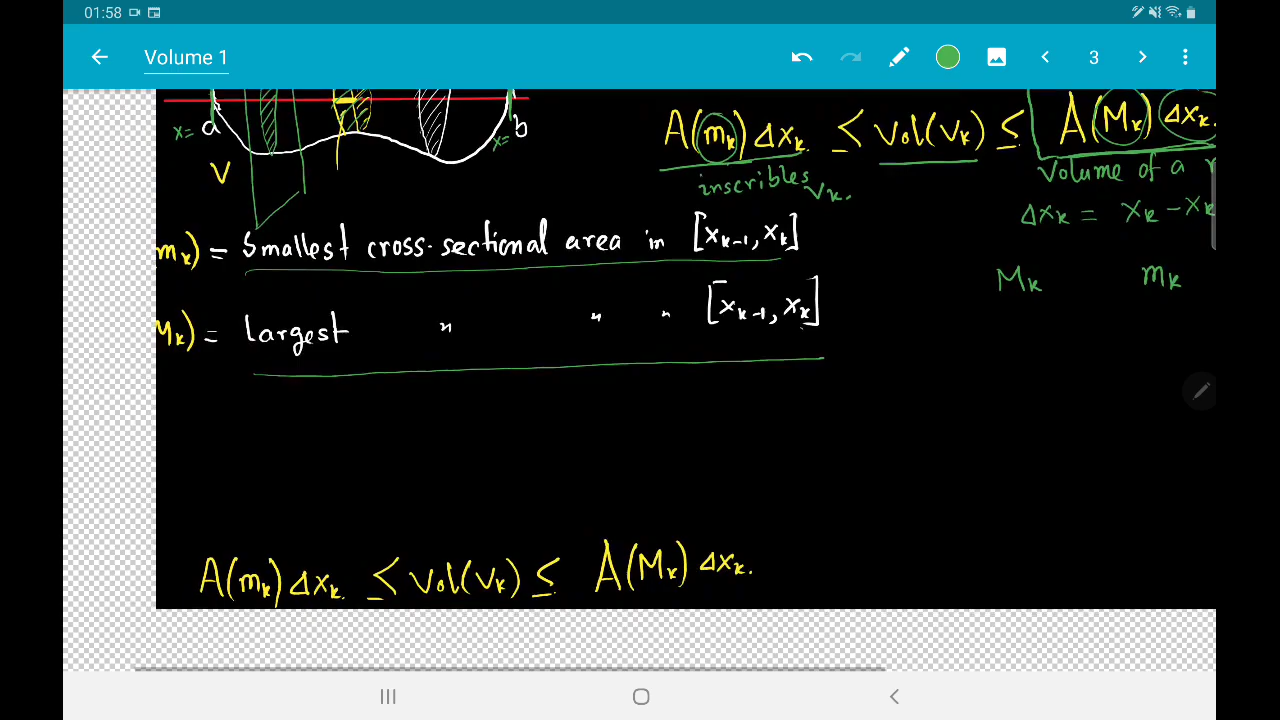 01:58
Volume 1
3
A(mₖ) Δxₖ. ≤ Vol(Vₖ) ≤ A(Mₖ) Δxₖ.
x= a
x= b
V
inscribles Vₖ.
Volume of a
Δxₖ = xₖ - xₖ
mₖ) = Smallest cross-sectional area in [xₖ₋₁, xₖ]
Mₖ mₖ
Mₖ) = largest " " " [xₖ₋₁, xₖ]
A(mₖ) Δxₖ. ≤ Vol(Vₖ) ≤ A(Mₖ) Δxₖ.